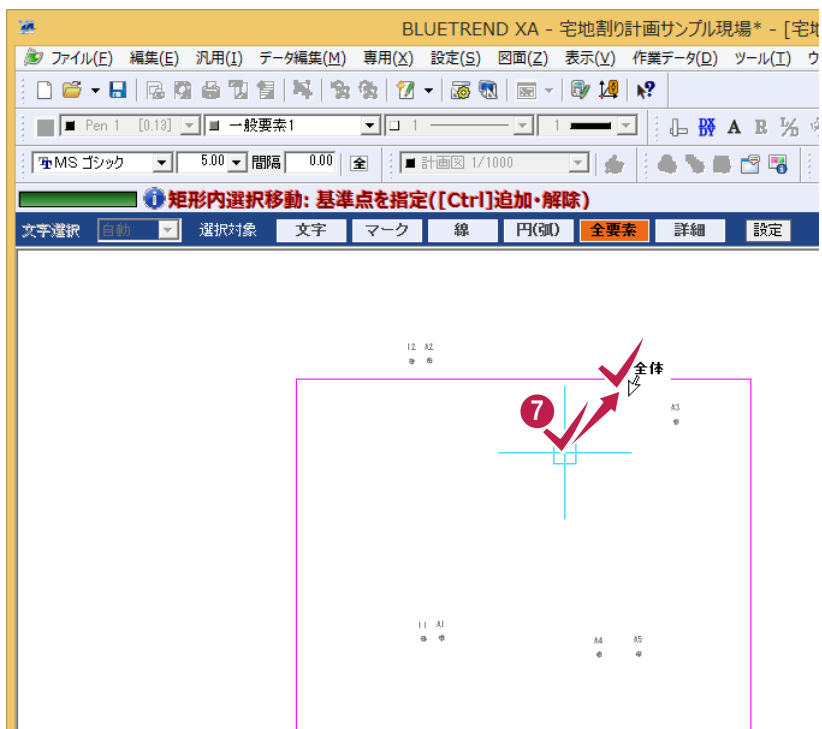 BLUETREND XA - 宅地割り計画サンプル現場* - [宅地
ファイル(F) 編集(E) 汎用(I) データ編集(M) 専用(X) 設定(S) 図面(Z) 表示(V) 作業データ(D) ツール(T) ウ
Pen 1 [0.13] 一般要素1 1 1
MS ゴシック 5.00 間隔 0.00 全 計画図 1/1000
矩形内選択移動: 基準点を指定([Ctrl]追加・解除)
文字選択 自動 選択対象 文字 マーク 線 円(弧) 全要素 詳細 設定
I2 A2
全体
7
A3
I1 A1
A4 A5